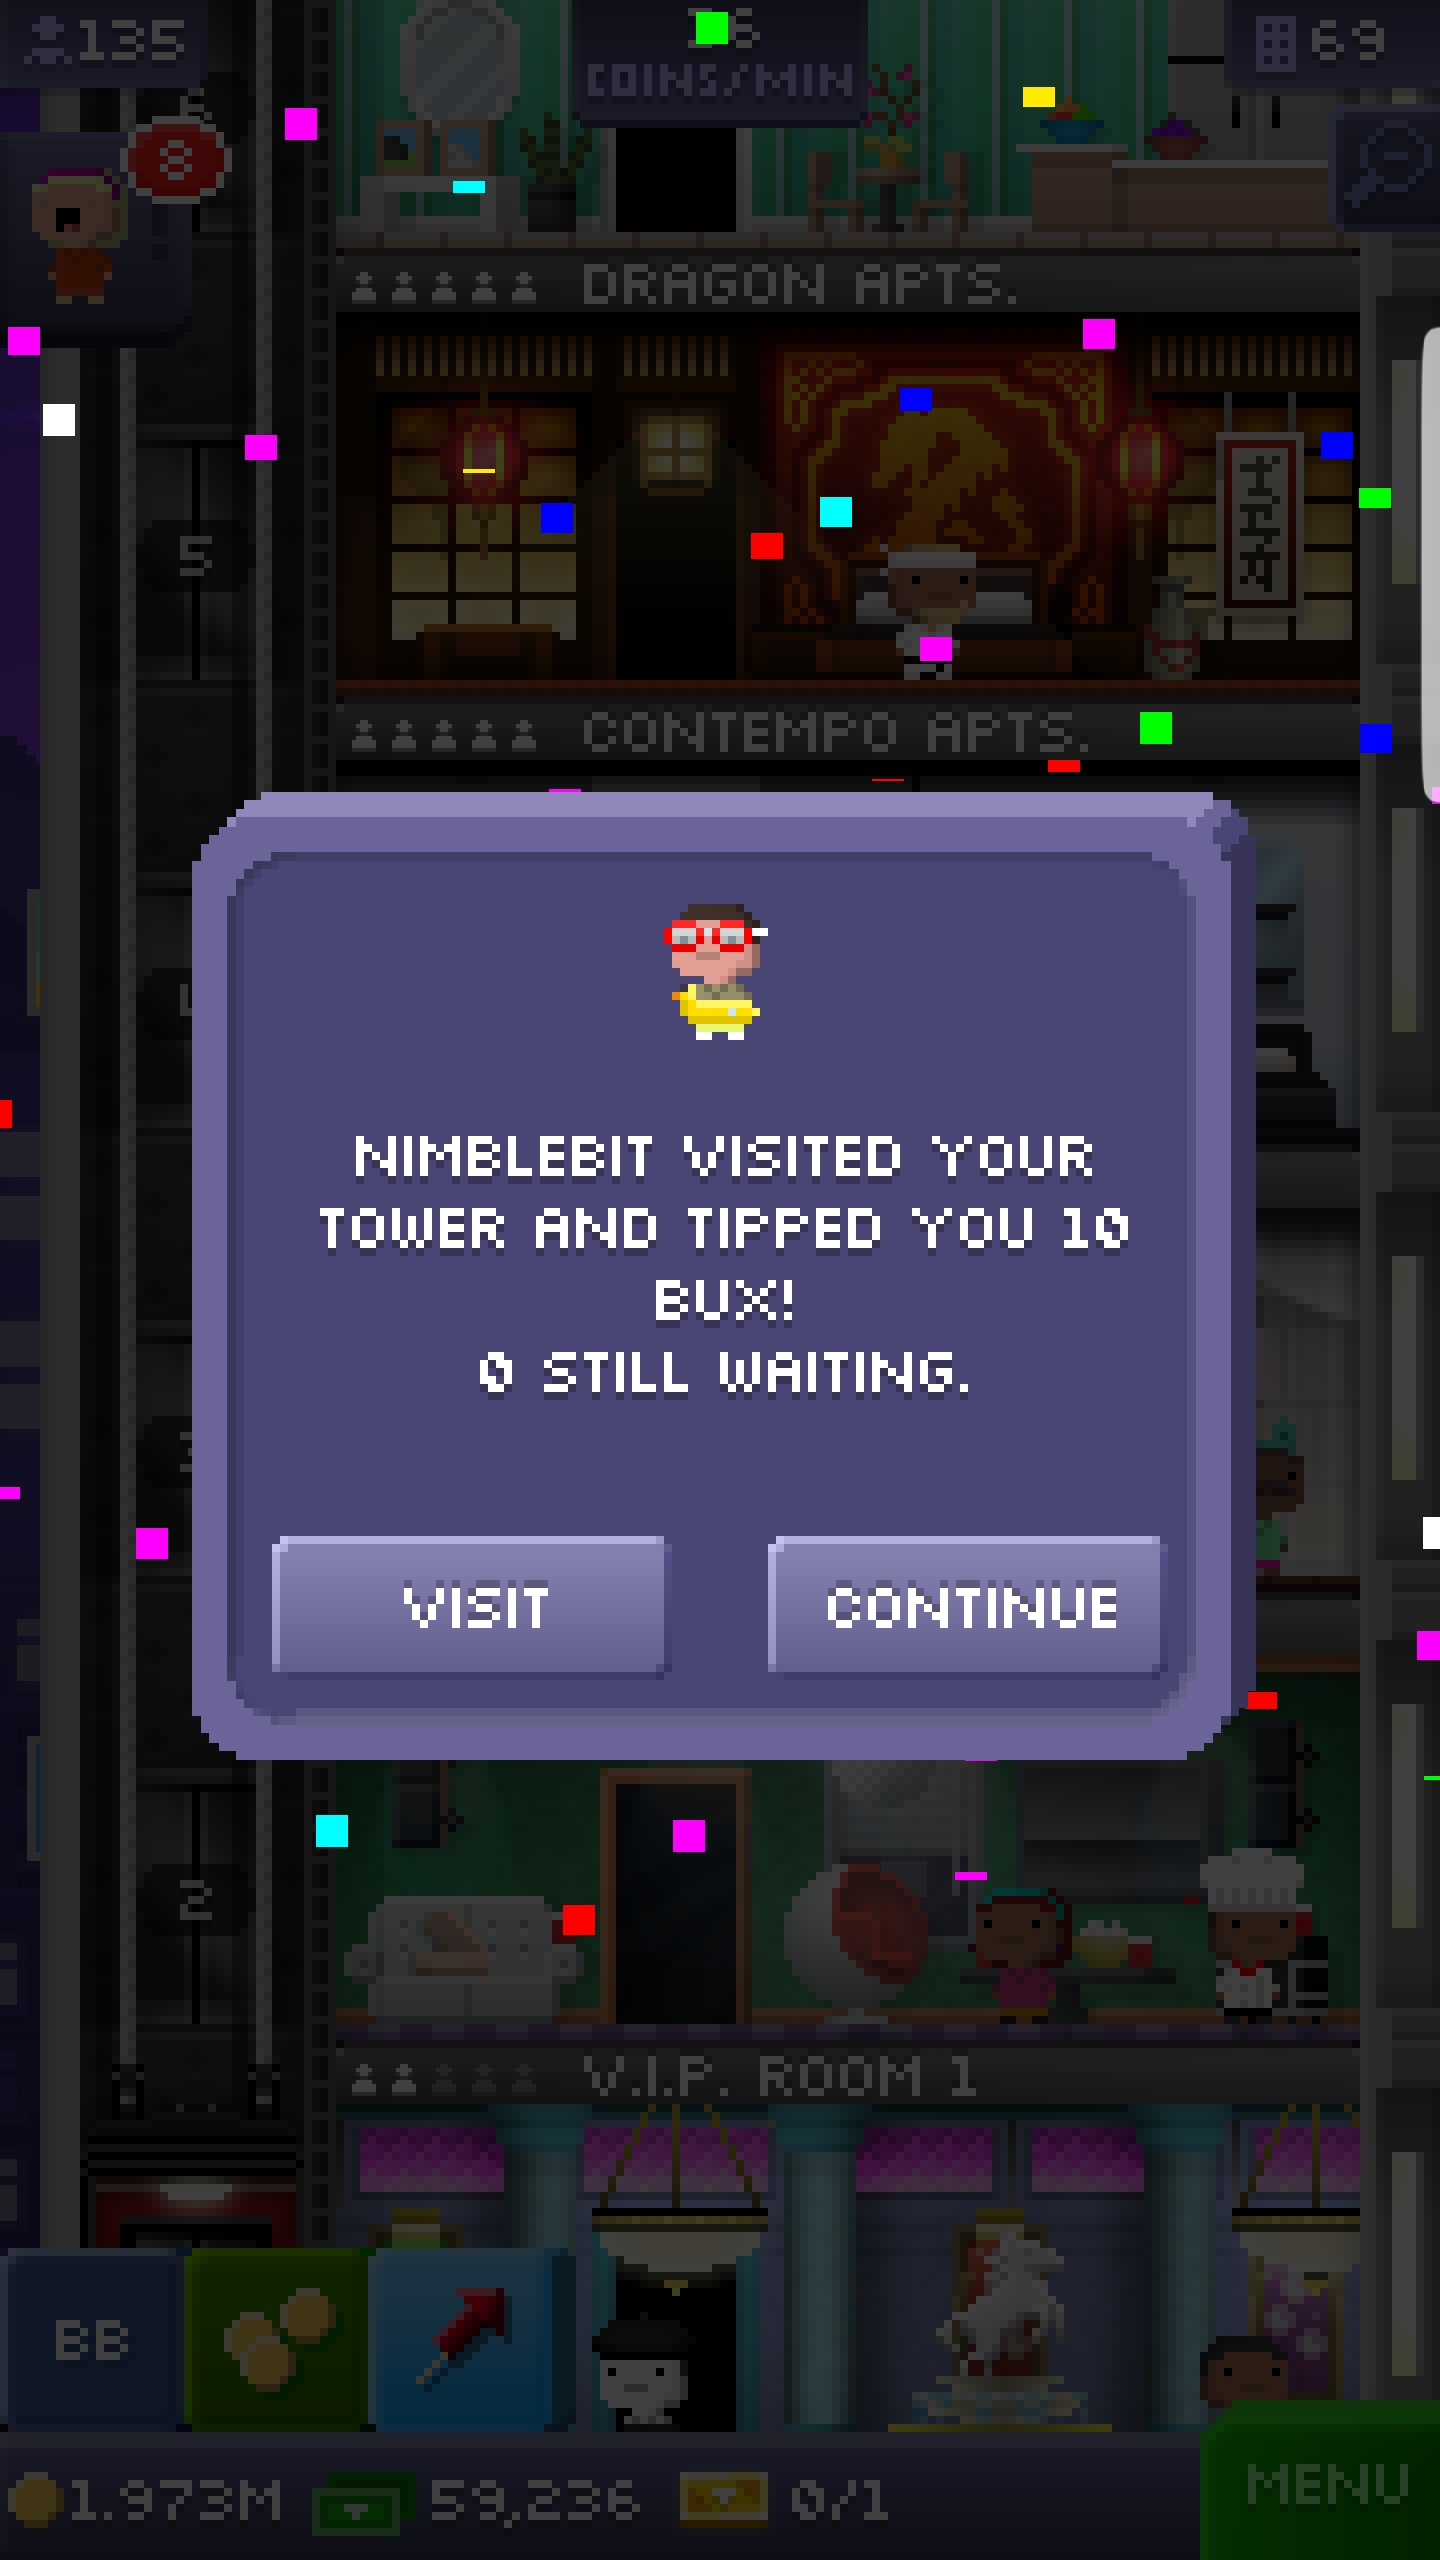 135
COINS/MIN
69
8
DRAGON APTS.
5
CONTEMPO APTS.
NIMBLEBIT VISITED YOUR
TOWER AND TIPPED YOU 10
BUX!
0 STILL WAITING.
VISIT
CONTINUE
2
V.I.P. ROOM 1
BB
1.973M
59,236
0/1
MENU